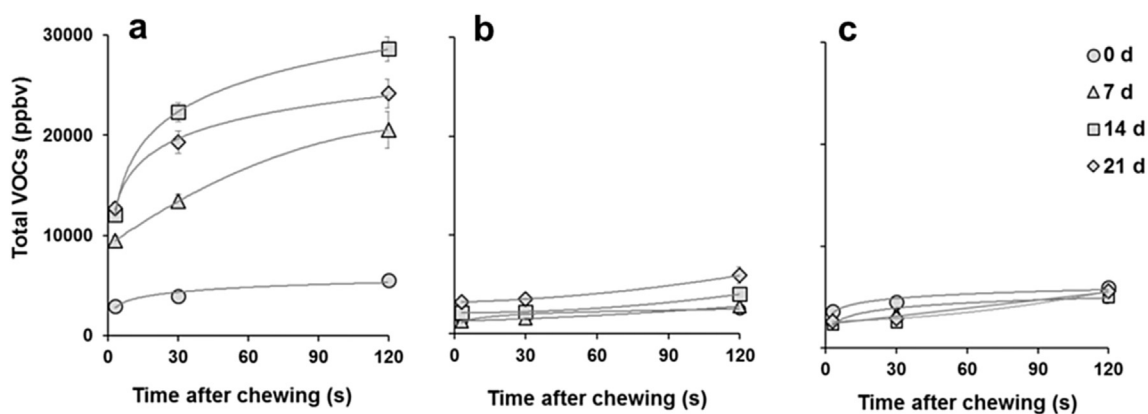 a
b
c
30000
20000
10000
0
Total VOCs (ppbv)
0 d
7 d
14 d
21 d
0 30 60 90 120
0 30 60 90 120
0 30 60 90 120
Time after chewing (s)
Time after chewing (s)
Time after chewing (s)